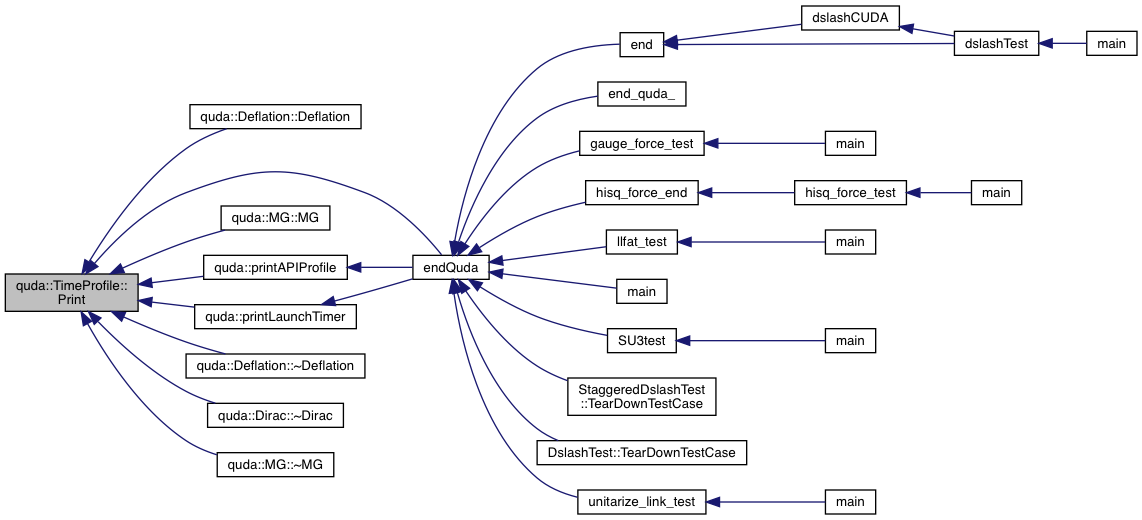 quda::TimeProfile::
Print
quda::Deflation::Deflation
quda::MG::MG
quda::printAPIProfile
quda::printLaunchTimer
quda::Deflation::~Deflation
quda::Dirac::~Dirac
quda::MG::~MG
endQuda
end
dslashCUDA
dslashTest
main
end_quda_
gauge_force_test
main
hisq_force_end
hisq_force_test
main
llfat_test
main
main
SU3test
main
StaggeredDslashTest
::TearDownTestCase
DslashTest::TearDownTestCase
unitarize_link_test
main